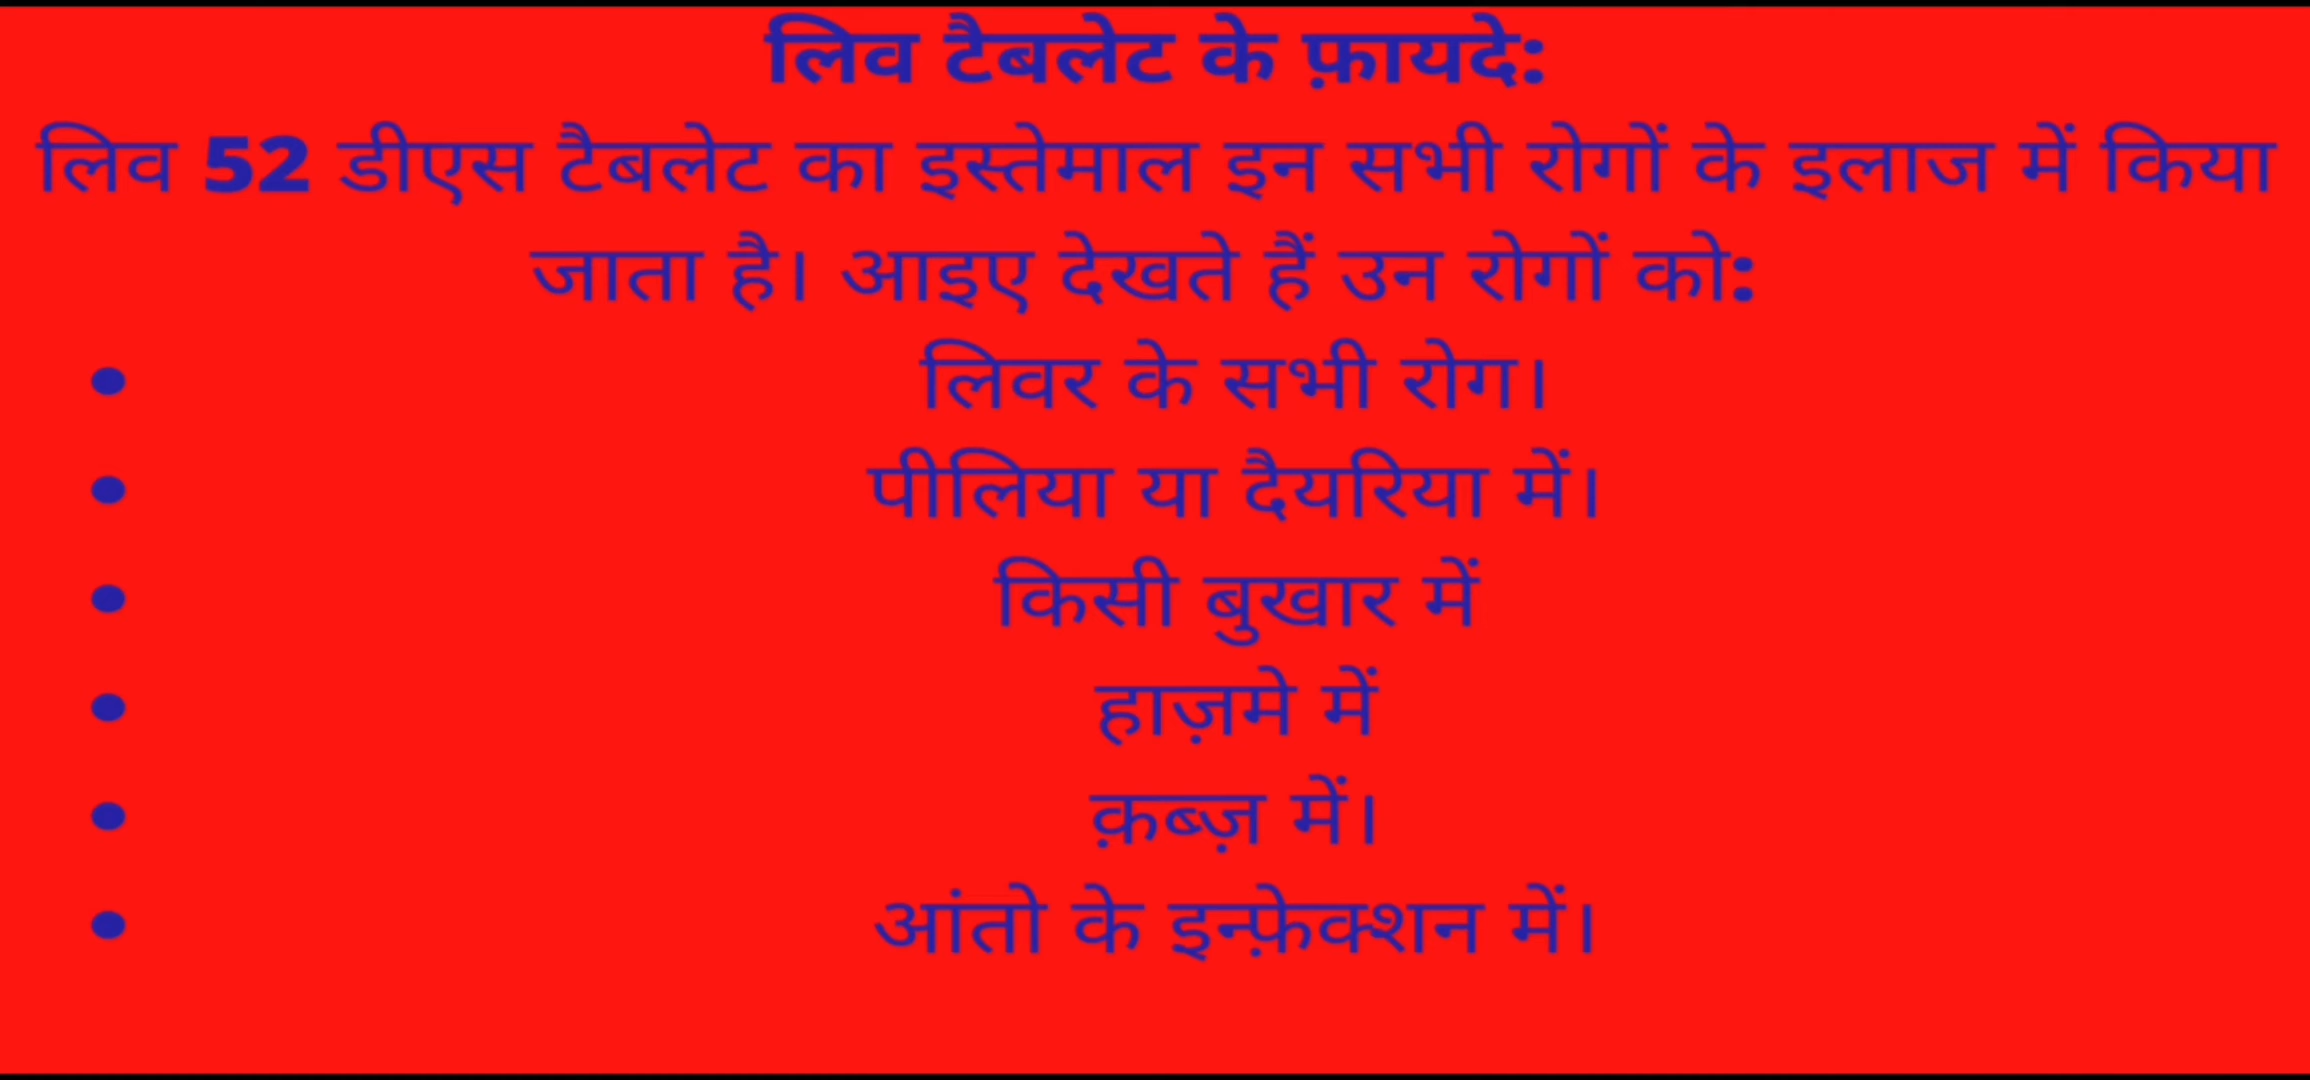 लिव टैबलेट के फ़ायदे:
लिव 52 डीएस टैबलेट का इस्तेमाल इन सभी रोगों के इलाज में किया
जाता है। आइए देखते हैं उन रोगों को:
• लिवर के सभी रोग।
• पीलिया या दैयरिया में।
• किसी बुखार में
• हाज़मे में
• क़ब्ज़ में।
• आंतो के इन्फ़ेक्शन में।